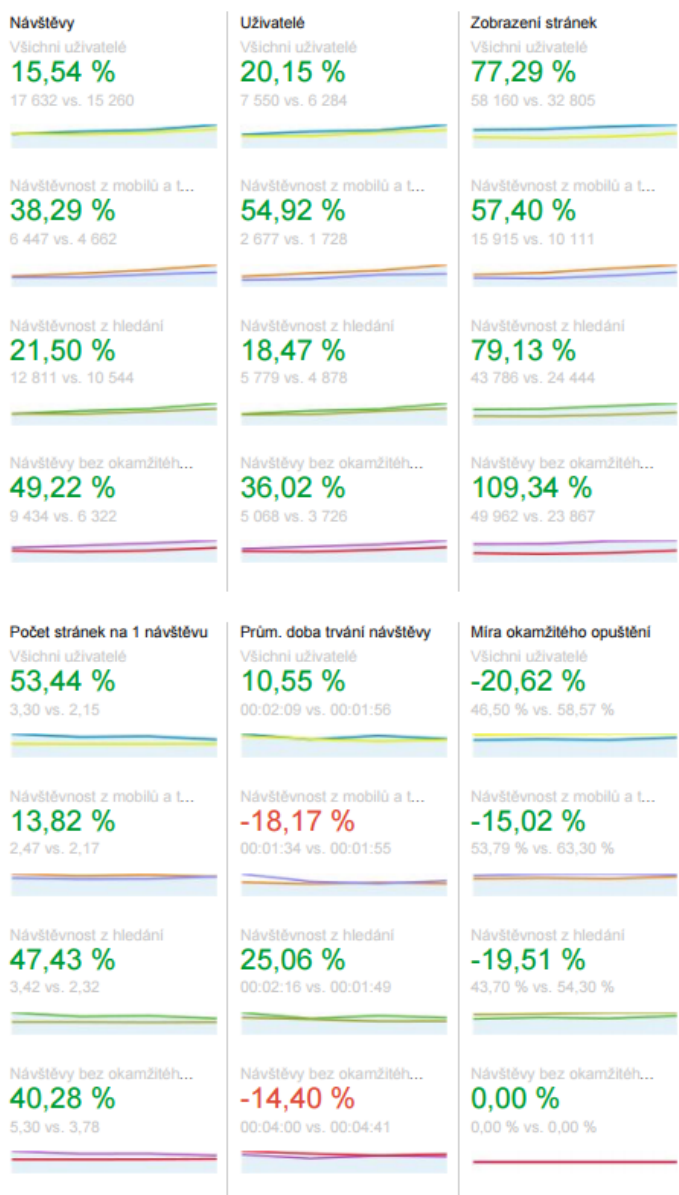 Návštěvy
Všichni uživatelé
15,54 %
17 632 vs. 15 260
Návštěvnost z mobilů a t...
38,29 %
6 447 vs. 4 662
Návštěvnost z hledání
21,50 %
12 811 vs. 10 544
Návštěvy bez okamžitéh...
49,22 %
9 434 vs. 6 322
Uživatelé
Všichni uživatelé
20,15 %
7 550 vs. 6 284
Návštěvnost z mobilů a t...
54,92 %
2 677 vs. 1 728
Návštěvnost z hledání
18,47 %
5 779 vs. 4 878
Návštěvy bez okamžitéh...
36,02 %
5 068 vs. 3 726
Zobrazení stránek
Všichni uživatelé
77,29 %
58 160 vs. 32 805
Návštěvnost z mobilů a t...
57,40 %
15 915 vs. 10 111
Návštěvnost z hledání
79,13 %
43 786 vs. 24 444
Návštěvy bez okamžitéh...
109,34 %
49 962 vs. 23 867
Počet stránek na 1 návštěvu
Všichni uživatelé
53,44 %
3,30 vs. 2,15
Návštěvnost z mobilů a t...
13,82 %
2,47 vs. 2,17
Návštěvnost z hledání
47,43 %
3,42 vs. 2,32
Návštěvy bez okamžitéh...
40,28 %
5,30 vs. 3,78
Prům. doba trvání návštěvy
Všichni uživatelé
10,55 %
00:02:09 vs. 00:01:56
Návštěvnost z mobilů a t...
-18,17 %
00:01:34 vs. 00:01:55
Návštěvnost z hledání
25,06 %
00:02:16 vs. 00:01:49
Návštěvy bez okamžitéh...
-14,40 %
00:04:00 vs. 00:04:41
Míra okamžitého opuštění
Všichni uživatelé
-20,62 %
46,50 % vs. 58,57 %
Návštěvnost z mobilů a t...
-15,02 %
53,79 % vs. 63,30 %
Návštěvnost z hledání
-19,51 %
43,70 % vs. 54,30 %
Návštěvy bez okamžitéh...
0,00 %
0,00 % vs. 0,00 %